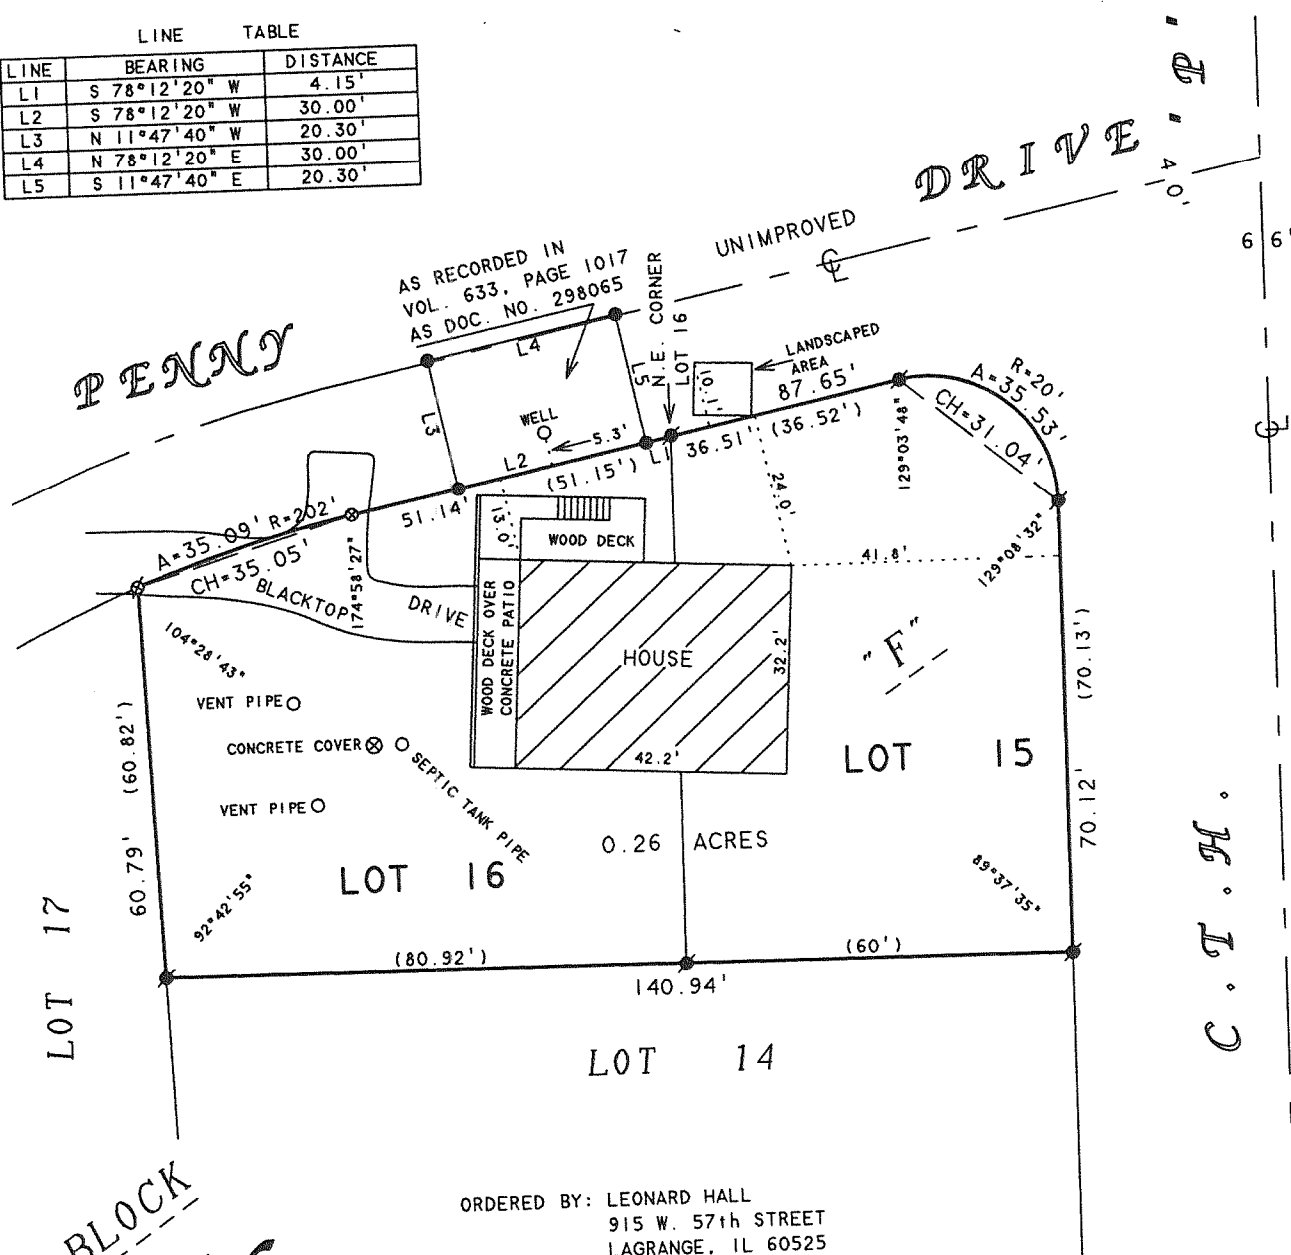 LINE TABLE
LINE BEARING DISTANCE
L1 S 78°12'20" W 4.15'
L2 S 78°12'20" W 30.00'
L3 N 11°47'40" W 20.30'
L4 N 78°12'20" E 30.00'
L5 S 11°47'40" E 20.30'
PENNY DRIVE
"P"
40'
66'
UNIMPROVED
℄
AS RECORDED IN
VOL. 633, PAGE 1017
AS DOC. NO. 298065
N.E. CORNER
LOT 16
LANDSCAPED
AREA
10.1'
87.65'
L4
L5
L3
WELL
5.3'
L2
(51.15')
L1
36.51' (36.52')
51.14'
R=20'
A=35.53'
CH=31.04'
129°03'48"
129°08'32"
24.0'
41.8'
℄
A=35.09' R=202'
CH=35.05'
174°58'27"
BLACKTOP DRIVE
13.0'
WOOD DECK
WOOD DECK OVER
CONCRETE PATIO
HOUSE
32.2'
42.2'
"F"
104°28'43"
VENT PIPE
CONCRETE COVER
SEPTIC TANK PIPE
VENT PIPE
(60.82')
60.79'
(70.13')
70.12'
LOT 15
0.26 ACRES
LOT 16
92°42'55"
89°37'35"
(80.92')
(60')
140.94'
LOT 17
LOT 14
C.T.H.
BLOCK
ORDERED BY: LEONARD HALL
915 W. 57th STREET
LAGRANGE, IL 60525